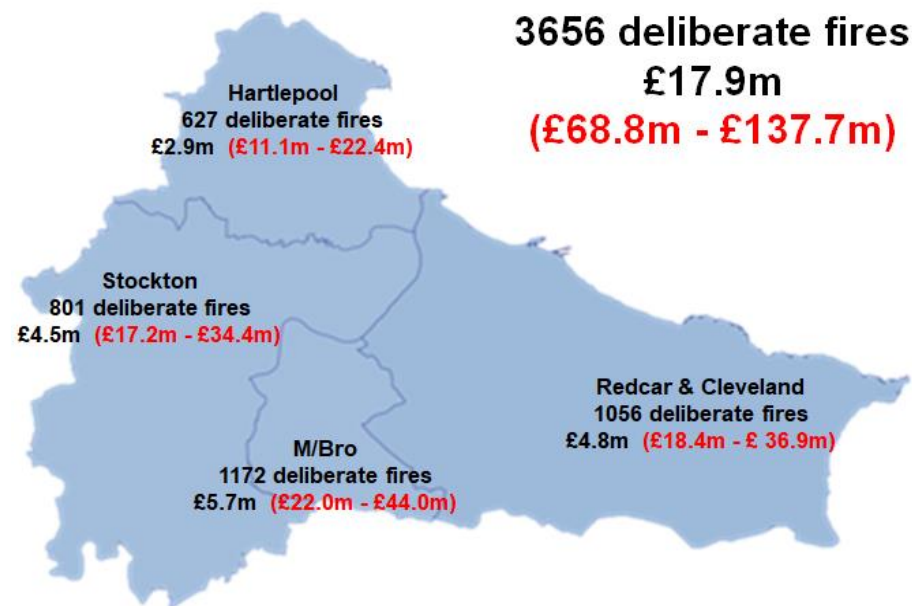 3656 deliberate fires
£17.9m
(£68.8m - £137.7m)
Hartlepool
627 deliberate fires
£2.9m (£11.1m - £22.4m)
Stockton
801 deliberate fires
£4.5m (£17.2m - £34.4m)
Redcar & Cleveland
1056 deliberate fires
£4.8m (£18.4m - £ 36.9m)
M/Bro
1172 deliberate fires
£5.7m (£22.0m - £44.0m)